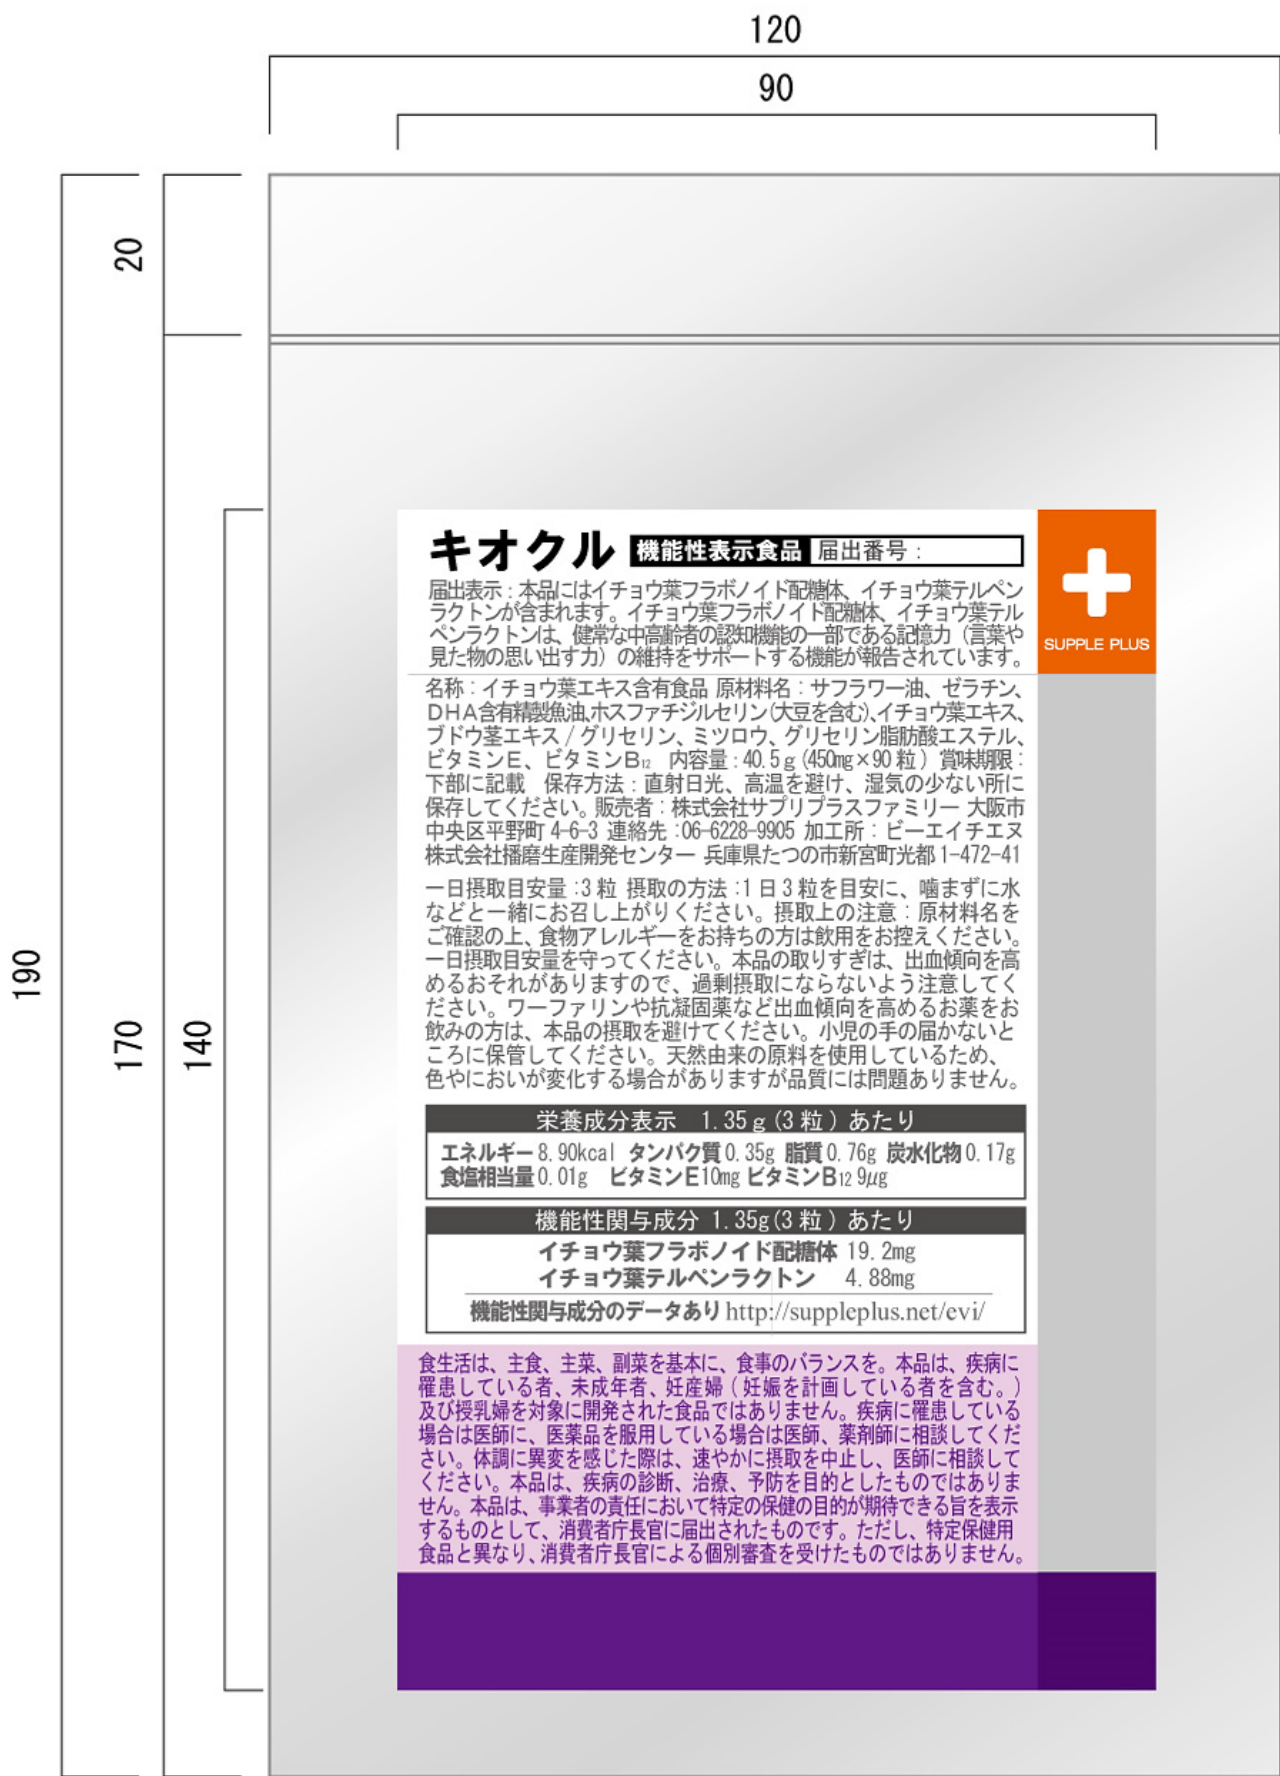 120
90
20
190
170
140
キオクル 機能性表示食品 届出番号：
届出表示：本品にはイチョウ葉フラボノイド配糖体、イチョウ葉テルペン
ラクトンが含まれます。イチョウ葉フラボノイド配糖体、イチョウ葉テル
ペンラクトンは、健常な中高齢者の認知機能の一部である記憶力（言葉や
見た物の思い出す力）の維持をサポートする機能が報告されています。
SUPPLE PLUS
名称：イチョウ葉エキス含有食品 原材料名：サフラワー油、ゼラチン、
DHA含有精製魚油、ホスファチジルセリン(大豆を含む)、イチョウ葉エキス、
ブドウ茎エキス / グリセリン、ミツロウ、グリセリン脂肪酸エステル、
ビタミンE、ビタミンB₁₂ 内容量：40.5g(450mg×90粒) 賞味期限：
下部に記載 保存方法：直射日光、高温を避け、湿気の少ない所に
保存してください。販売者：株式会社サプリプラスファミリー 大阪市
中央区平野町4-6-3 連絡先：06-6228-9905 加工所：ビーエイチエヌ
株式会社播磨生産開発センター 兵庫県たつの市新宮町光都1-472-41
一日摂取目安量：3粒 摂取の方法：1日3粒を目安に、噛まずに水
などと一緒にお召し上がりください。摂取上の注意：原材料名を
ご確認の上、食物アレルギーをお持ちの方は飲用をお控えください。
一日摂取目安量を守ってください。本品の取りすぎは、出血傾向を高
めるおそれがありますので、過剰摂取にならないよう注意してく
ださい。ワーファリンや抗凝固薬など出血傾向を高めるお薬をお
飲みの方は、本品の摂取を避けてください。小児の手の届かないと
ころに保管してください。天然由来の原料を使用しているため、
色やにおいが変化する場合がありますが品質には問題ありません。
栄養成分表示 1.35g(3粒)あたり
エネルギー8.90kcal タンパク質0.35g 脂質0.76g 炭水化物0.17g
食塩相当量0.01g ビタミンE10mg ビタミンB₁₂9μg
機能性関与成分 1.35g(3粒)あたり
イチョウ葉フラボノイド配糖体 19.2mg
イチョウ葉テルペンラクトン 4.88mg
機能性関与成分のデータあり http://suppleplus.net/evi/
食生活は、主食、主菜、副菜を基本に、食事のバランスを。本品は、疾病に
罹患している者、未成年者、妊産婦（妊娠を計画している者を含む。）
及び授乳婦を対象に開発された食品ではありません。疾病に罹患している
場合は医師に、医薬品を服用している場合は医師、薬剤師に相談してくだ
さい。体調に異変を感じた際は、速やかに摂取を中止し、医師に相談して
ください。本品は、疾病の診断、治療、予防を目的としたものではありま
せん。本品は、事業者の責任において特定の保健の目的が期待できる旨を表示
するものとして、消費者庁長官に届出されたものです。ただし、特定保健用
食品と異なり、消費者庁長官による個別審査を受けたものではありません。